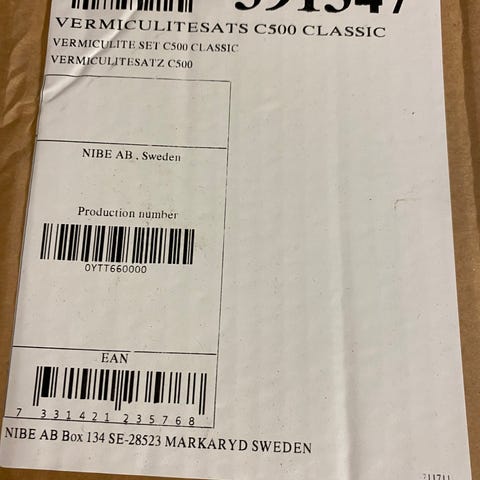 VERMICULITESATS C500 CLASSIC
VERMICULITE SET C500 CLASSIC
VERMICULITESATZ C500
NIBE AB , Sweden
Production number
0YTT660000
EAN
7 331421 235768
NIBE AB Box 134 SE-28523 MARKARYD SWEDEN